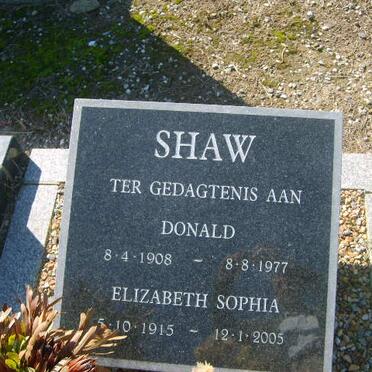 SHAW
TER GEDAGTENIS AAN
DONALD
8·4·1908 ~ 8·8·1977
ELIZABETH SOPHIA
5·10·1915 ~ 12·1·2005